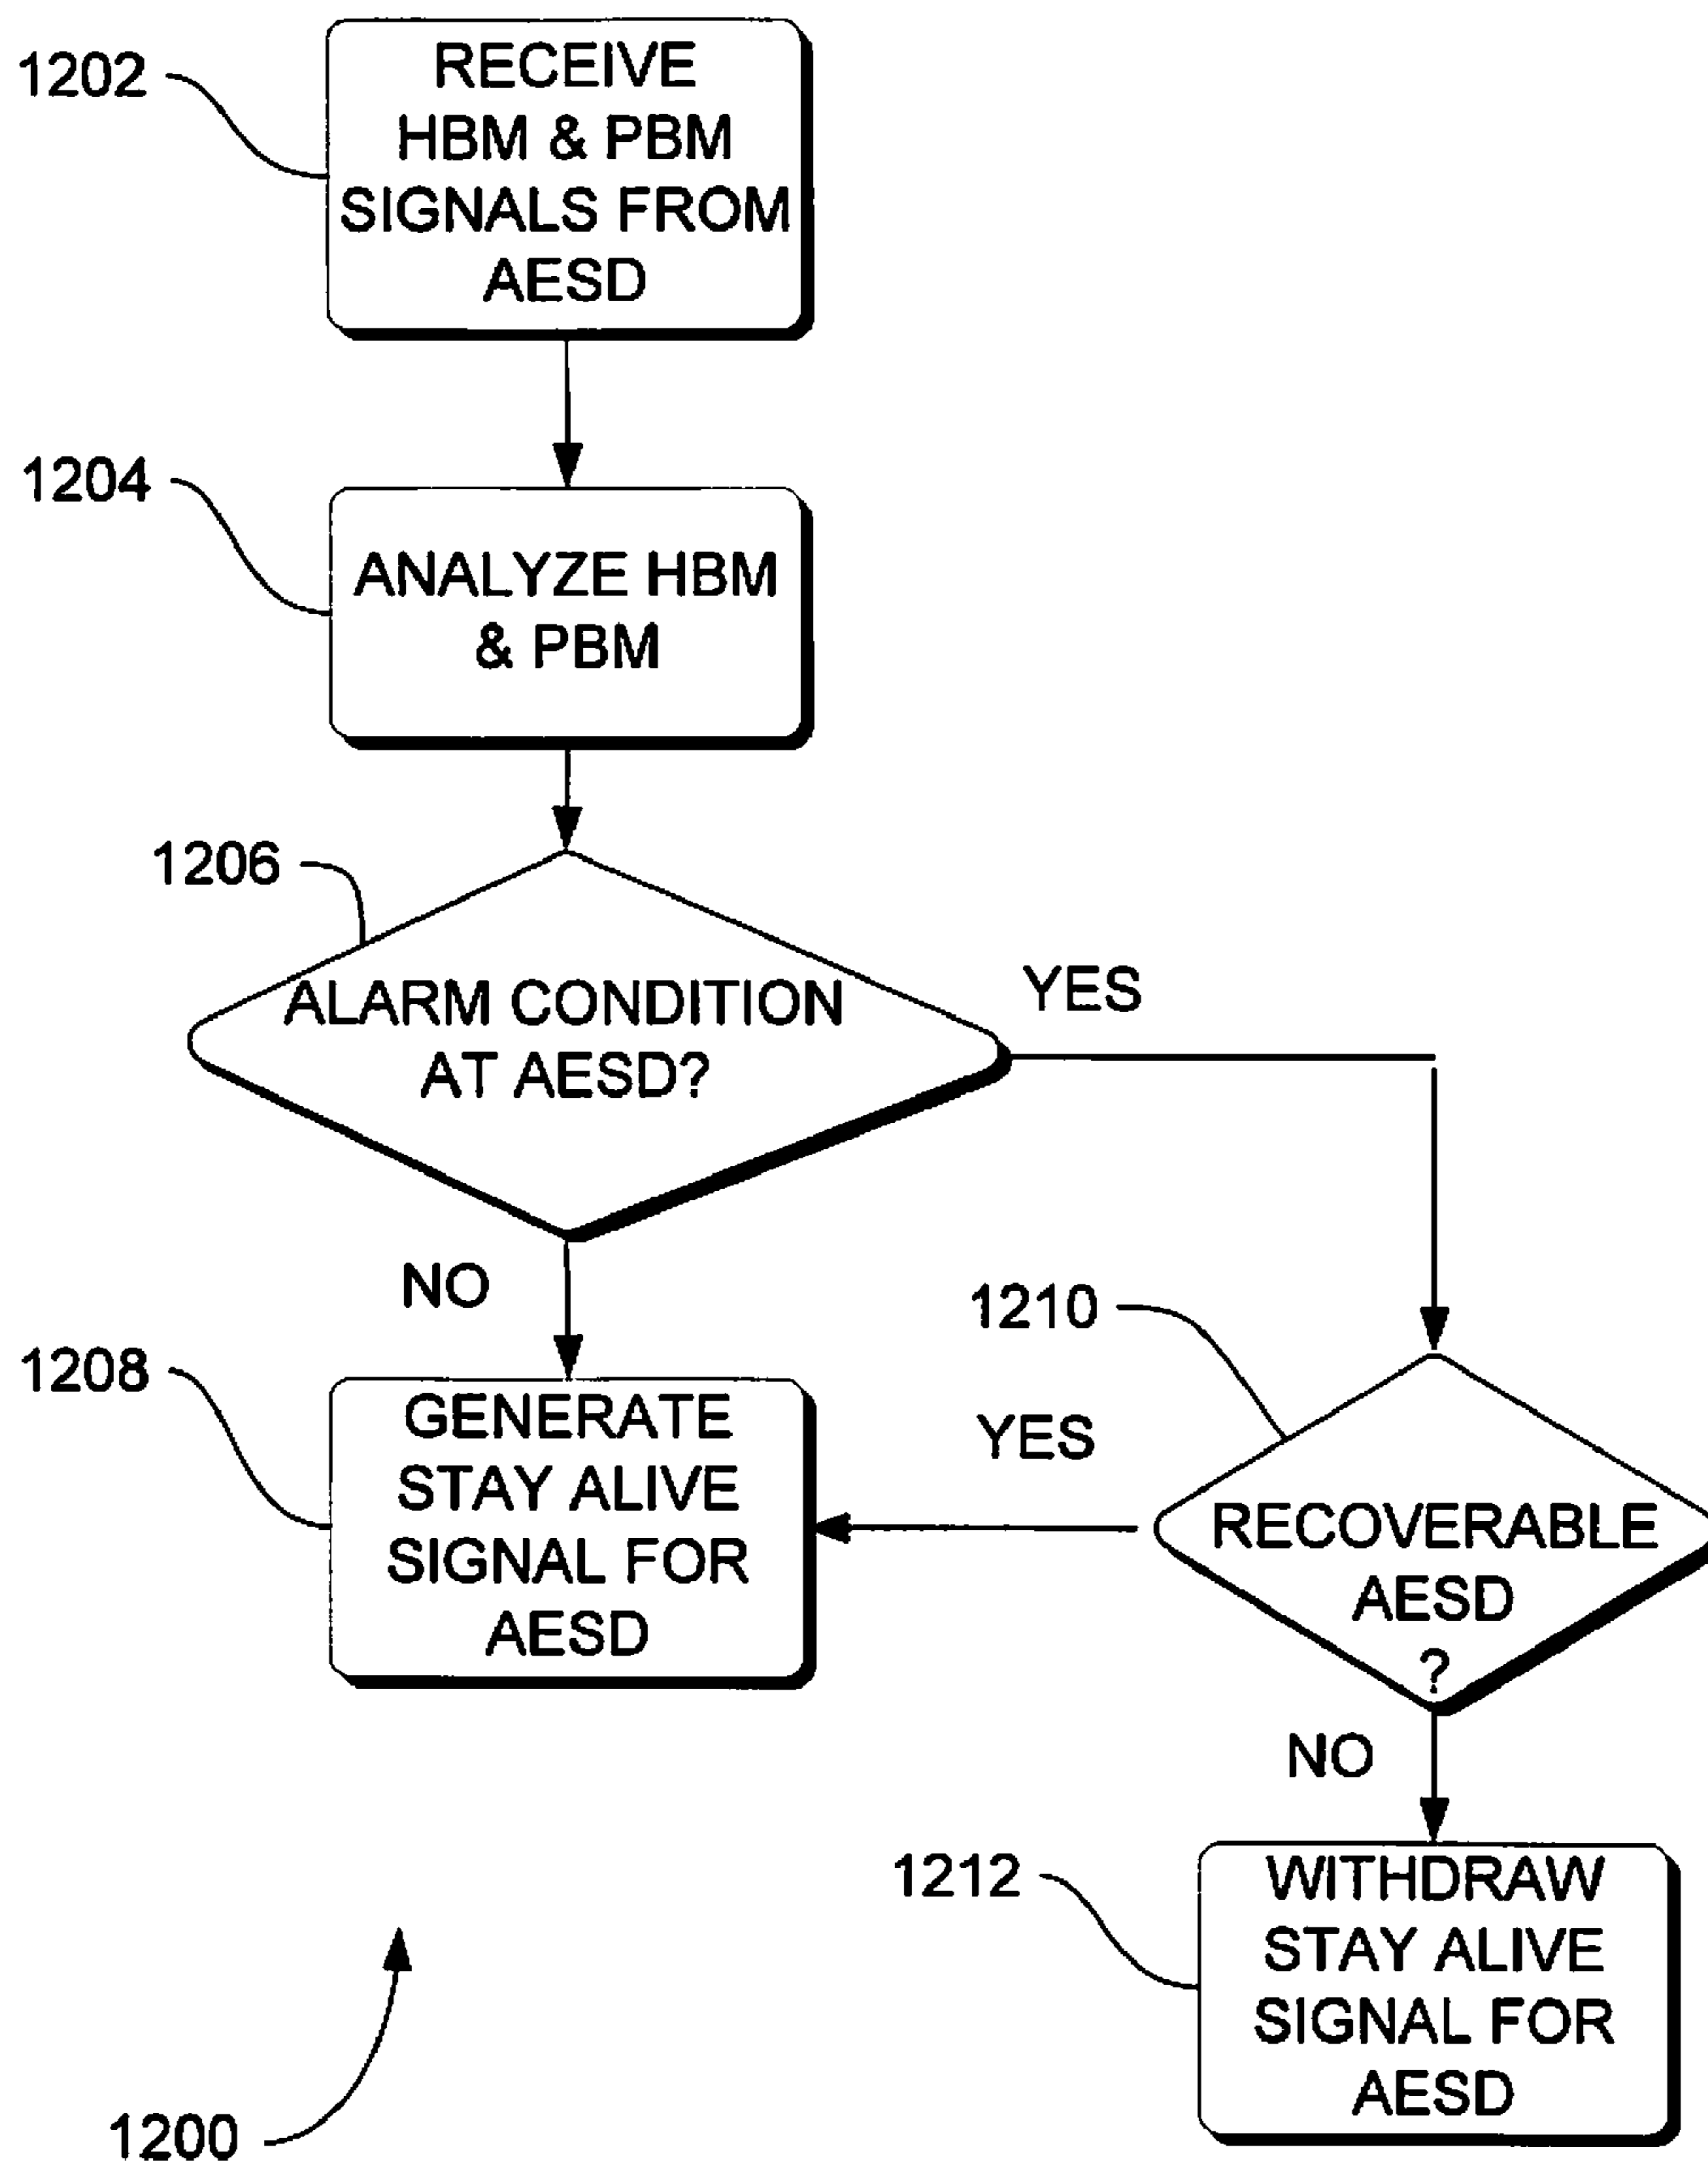 1202
RECEIVE
HBM & PBM
SIGNALS FROM
AESD
1204
ANALYZE HBM
& PBM
1206
ALARM CONDITION
AT AESD?
YES
NO
1208
GENERATE
STAY ALIVE
SIGNAL FOR
AESD
YES
1210
RECOVERABLE
AESD
?
NO
1212
WITHDRAW
STAY ALIVE
SIGNAL FOR
AESD
1200